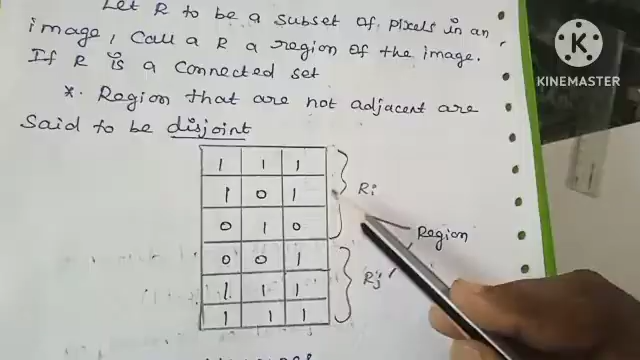 Let R to be a subset of pixels in an
image, Call a R a region of the image.
If R is a connected set
*. Region that are not adjacent are
said to be disjoint
1 1 1
1 0 1
0 1 0
Ri
0 0 1
1 1 1
1 1 1
Rj
Region
KINEMASTER